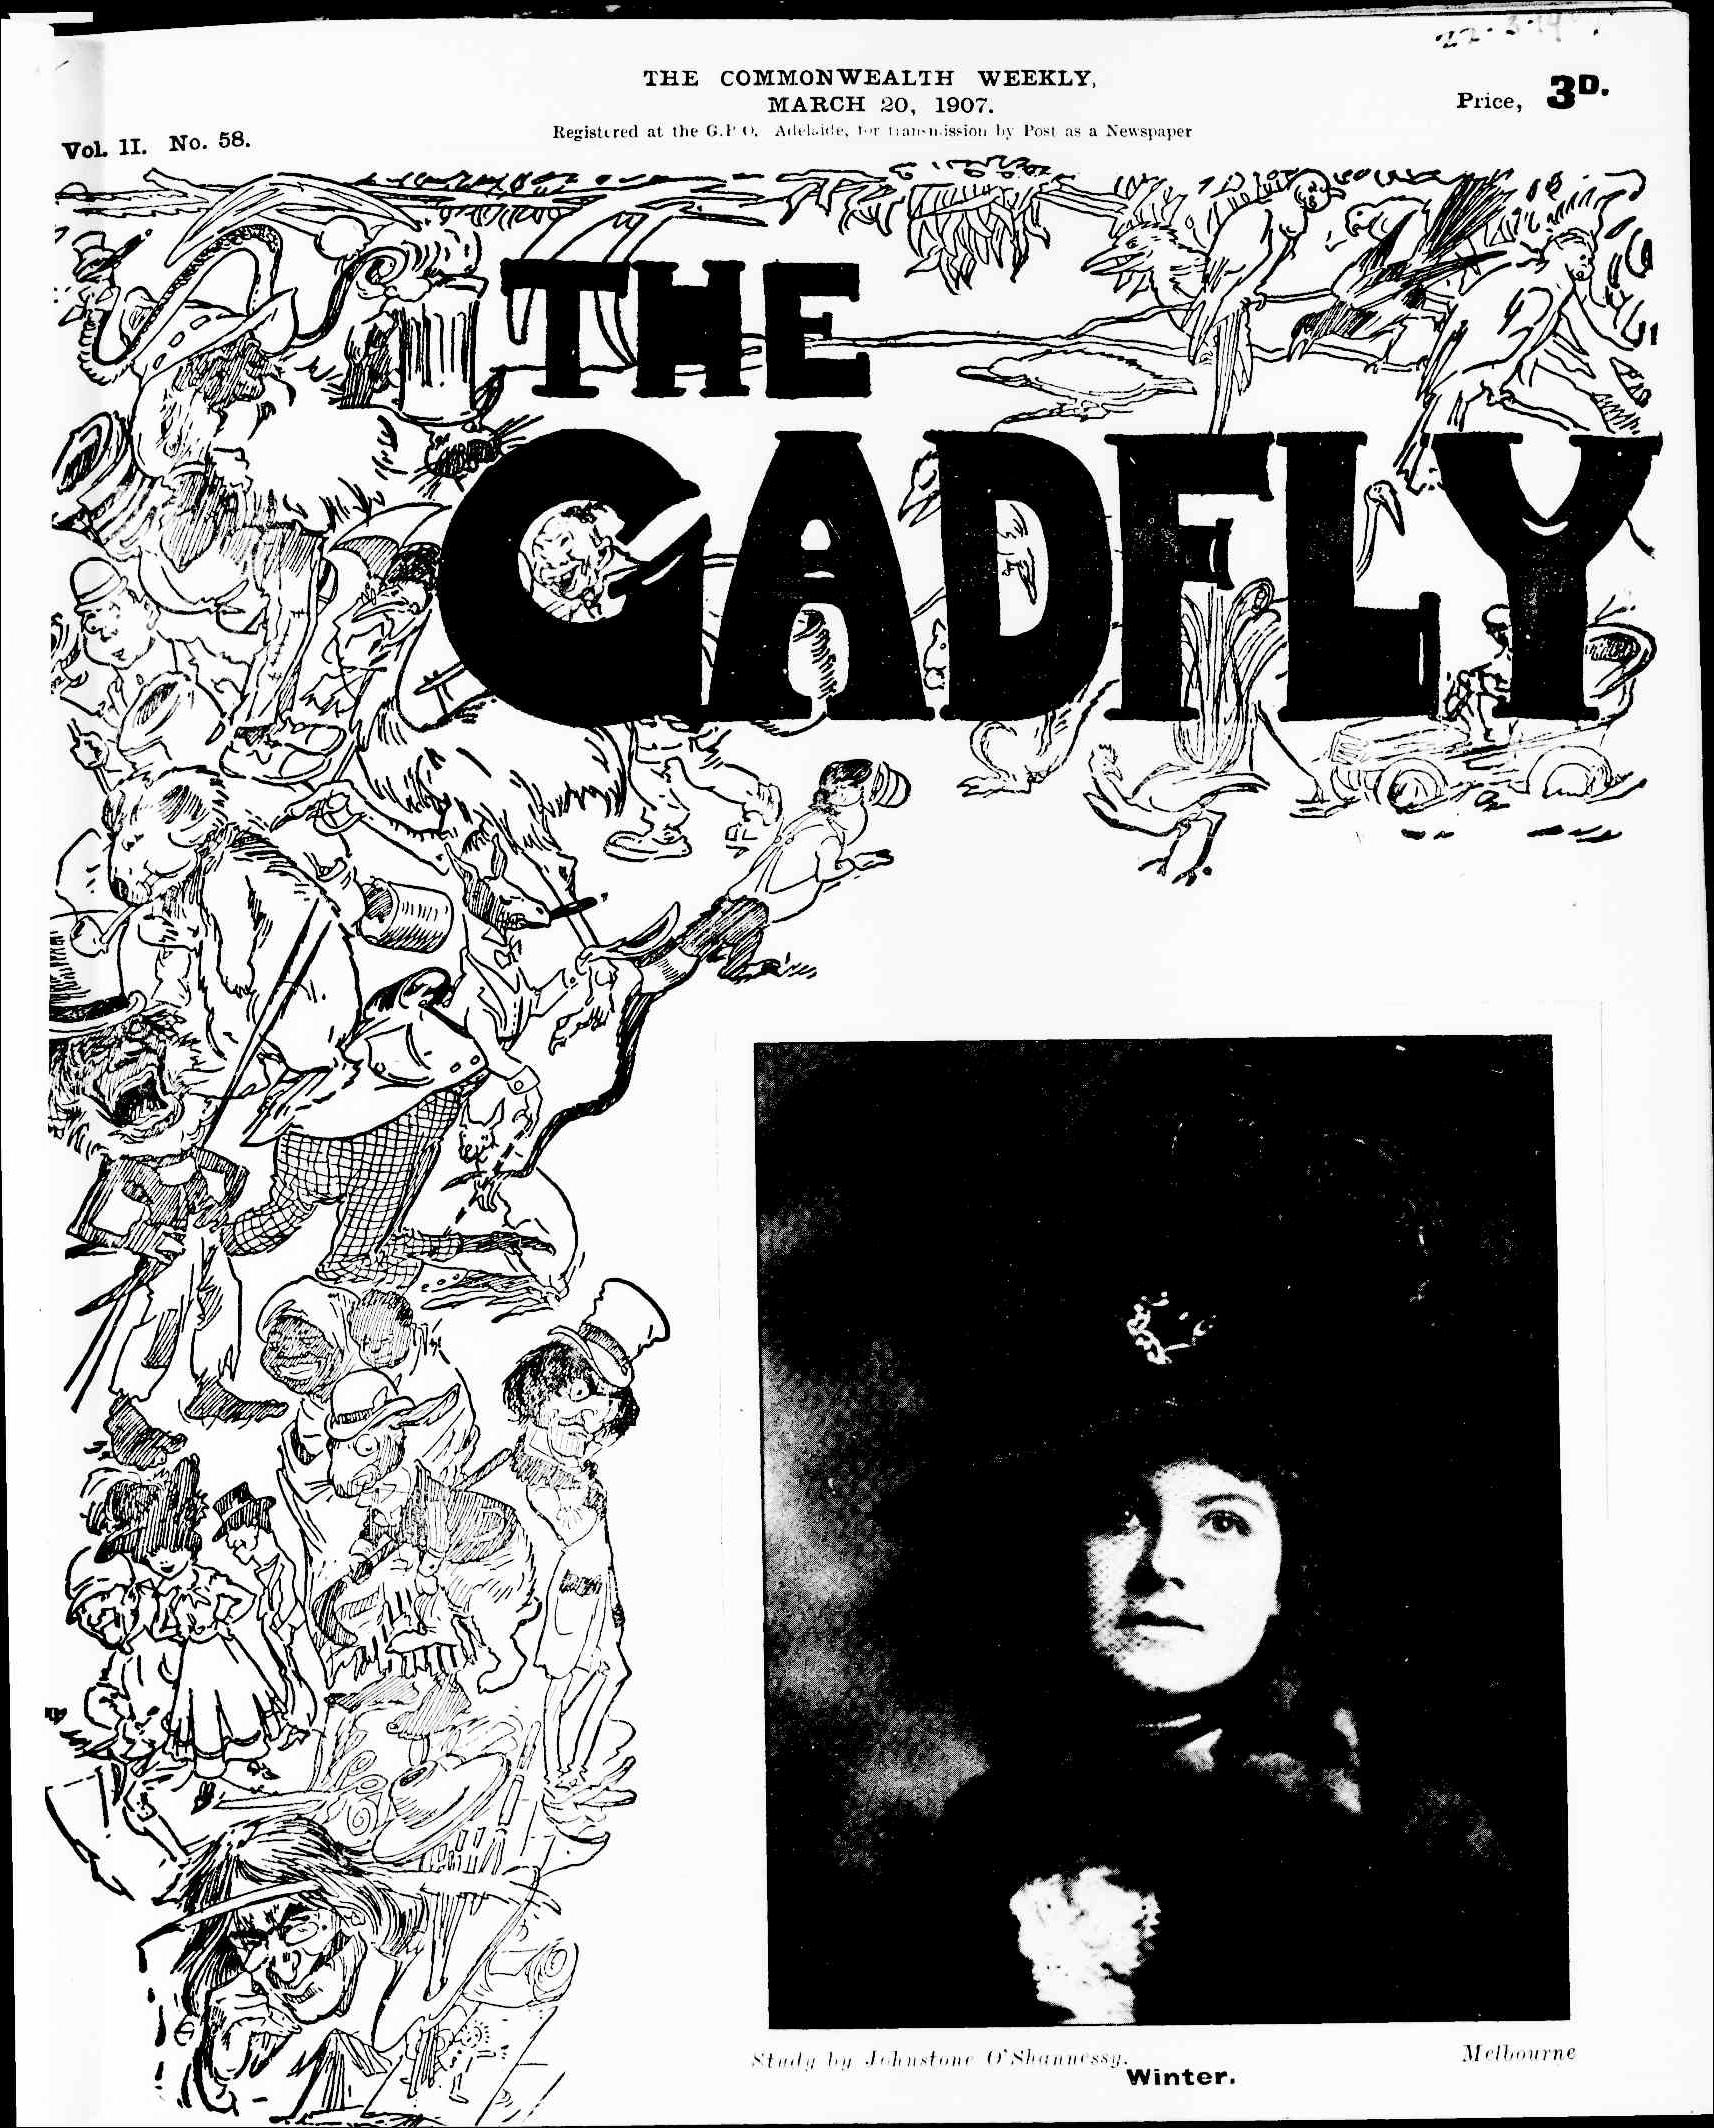 THE COMMONWEALTH WEEKLY,
MARCH 20, 1907.
Price, 3D.
Registered at the G.P.O. Adelaide, for transmission by Post as a Newspaper
Vol. II. No. 58.
THE
GADFLY
Study by Johnstone O'Shannessy. Melbourne
Winter.